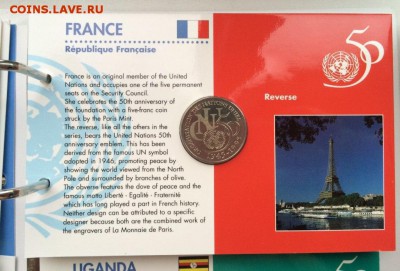 COINS.LAVE.RU
FRANCE
République Française
France is an original member of the United
Nations and occupies one of the five permanent
seats on the Security Council.
She celebrates the 50th anniversary of
the foundation with a five-franc coin
struck by the Paris Mint.
The reverse, like all the others in the
series, bears the United Nations 50th
anniversary emblem. This has been
derived from the famous UN symbol
adopted in 1946, promoting peace by
showing the world viewed from the North
Pole and surrounded by branches of olive.
The obverse features the dove of peace and the
famous motto Liberté - Egalité - Fraternité
which has long played a part in French history.
Neither design can be attributed to a specific
designer because both are the combined work of
the engravers of La Monnaie de Paris.
50
Reverse
UGANDA